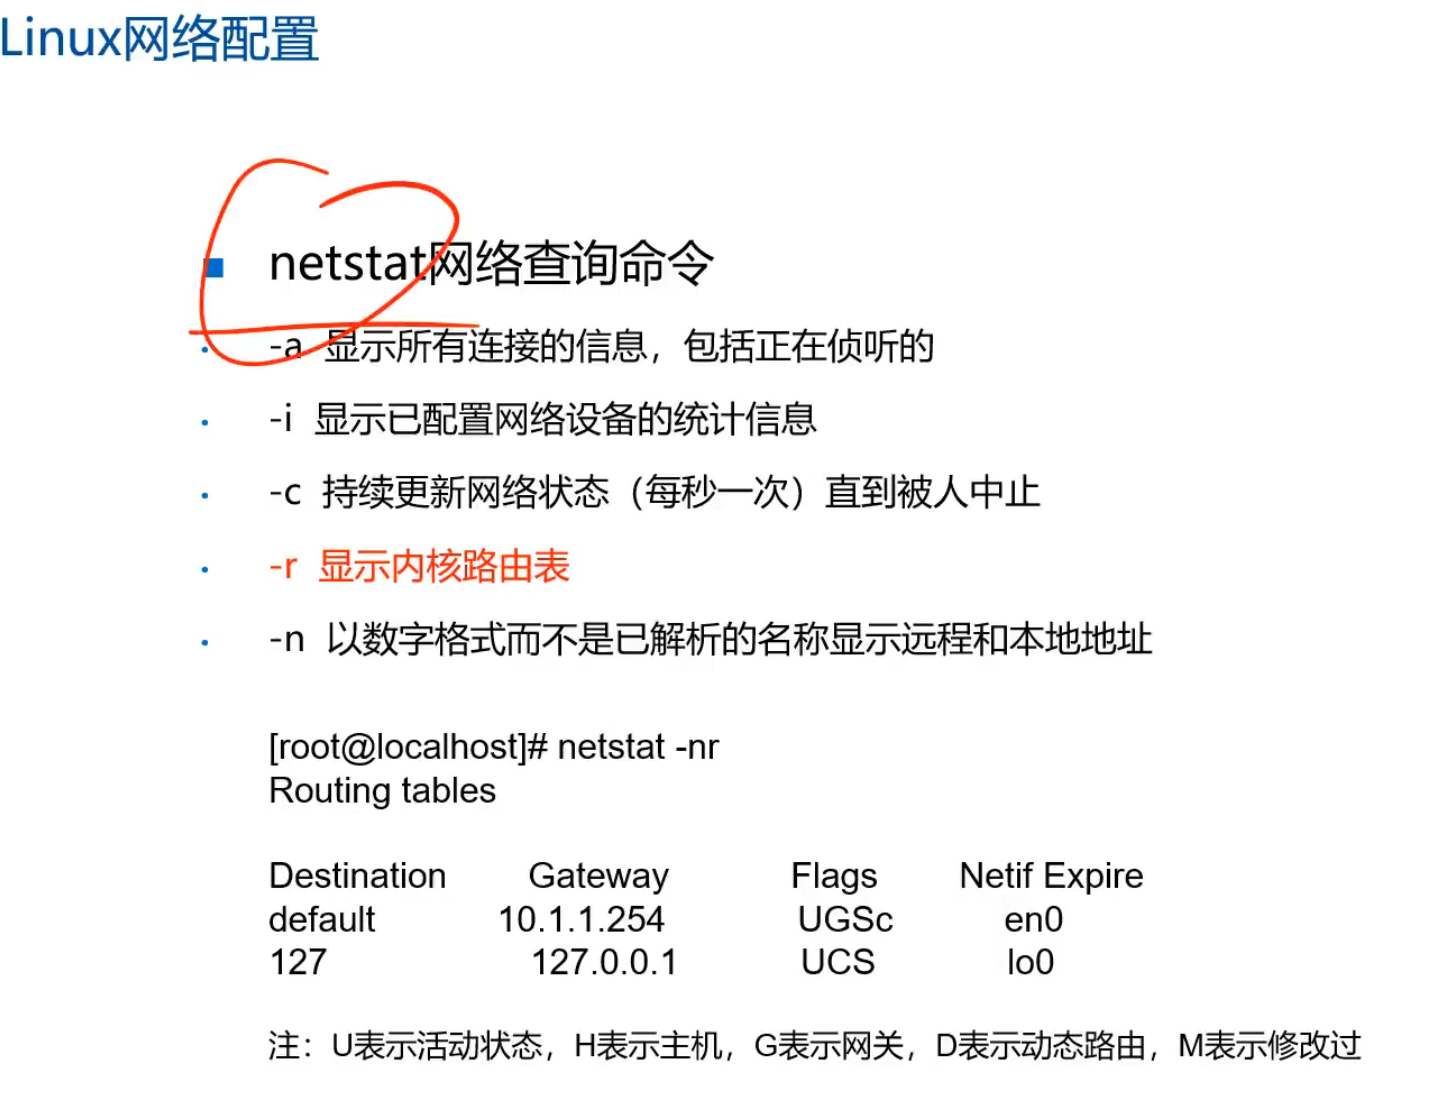 Linux网络配置
netstat网络查询命令
-a 显示所有连接的信息，包括正在侦听的
-i 显示已配置网络设备的统计信息
-c 持续更新网络状态（每秒一次）直到被人中止
-r 显示内核路由表
-n 以数字格式而不是已解析的名称显示远程和本地地址
[root@localhost]# netstat -nr
Routing tables
Destination Gateway Flags Netif Expire
default 10.1.1.254 UGSc en0
127 127.0.0.1 UCS lo0
注：U表示活动状态，H表示主机，G表示网关，D表示动态路由，M表示修改过